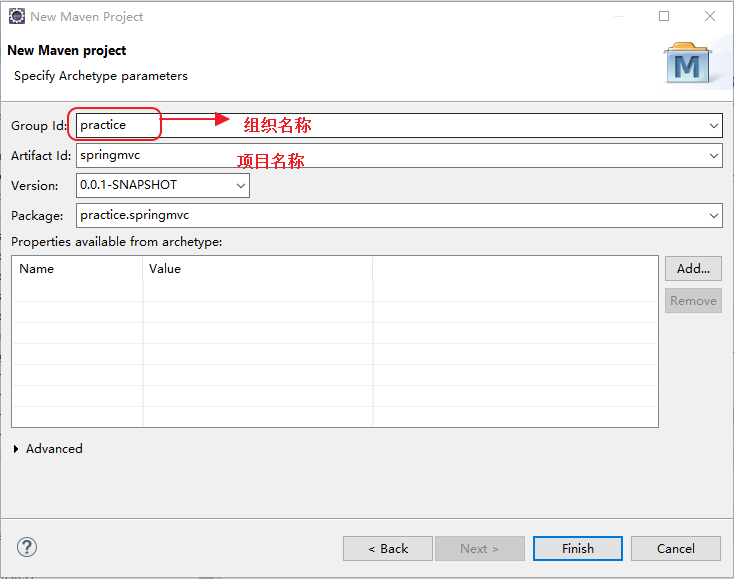 New Maven Project
New Maven project
Specify Archetype parameters
M
Group Id: practice 组织名称
Artifact Id: springmvc 项目名称
Version: 0.0.1-SNAPSHOT
Package: practice.springmvc
Properties available from archetype:
Name Value
Add...
Remove
Advanced
? < Back Next > Finish Cancel